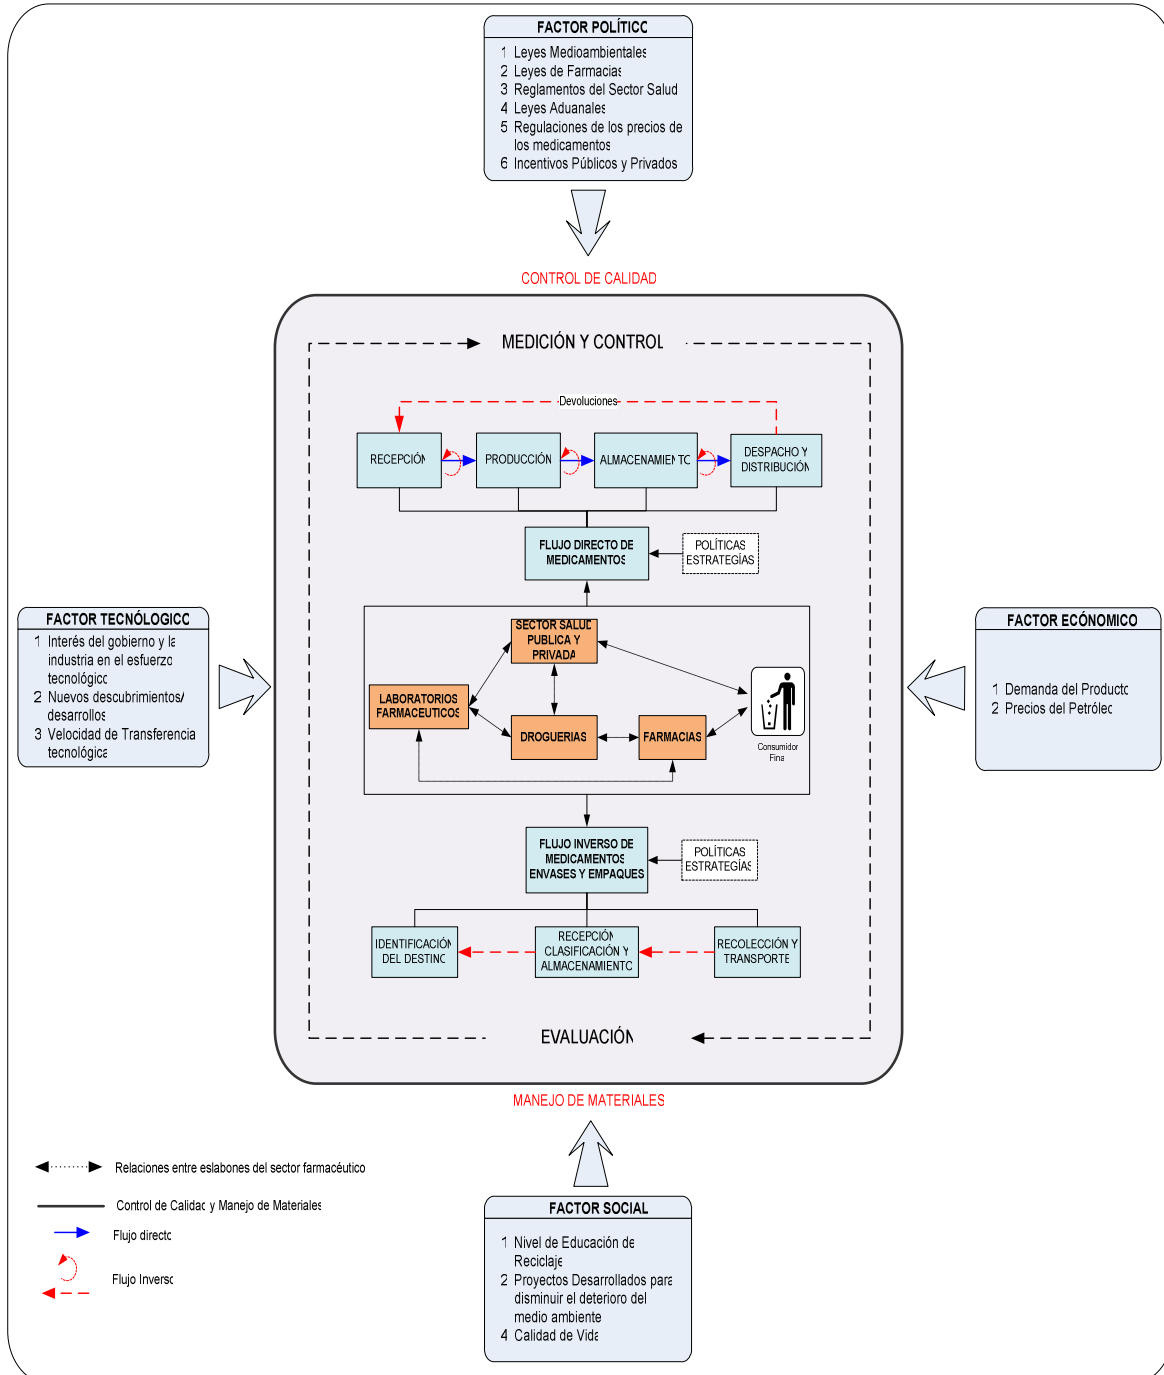 FACTOR POLÍTICO
1 Leyes Medioambientales
2 Leyes de Farmacias
3 Reglamentos del Sector Salud
4 Leyes Aduanales
5 Regulaciones de los precios de
los medicamentos
6 Incentivos Públicos y Privados
CONTROL DE CALIDAD
MEDICIÓN Y CONTROL
Devoluciones
RECEPCIÓN
PRODUCCIÓN
ALMACENAMIENTO
DESPACHO Y
DISTRIBUCIÓN
FLUJO DIRECTO DE
MEDICAMENTOS
POLÍTICAS
ESTRATEGÍAS
FACTOR TECNÓLOGICO
1 Interés del gobierno y la
industria en el esfuerzo
tecnológico
2 Nuevos descubrimientos/
desarrollos
3 Velocidad de Transferencia
tecnológica
SECTOR SALUD
PUBLICA Y
PRIVADA
LABORATORIOS
FARMACEUTICOS
DROGUERIAS
FARMACIAS
Consumidor
Final
FACTOR ECÓNOMICO
1 Demanda del Producto
2 Precios del Petróleo
FLUJO INVERSO DE
MEDICAMENTOS
ENVASES Y EMPAQUES
POLÍTICAS
ESTRATEGÍAS
IDENTIFICACIÓN
DEL DESTINO
RECEPCIÓN
CLASIFICACIÓN Y
ALMACENAMIENTO
RECOLECCIÓN Y
TRANSPORTE
EVALUACIÓN
MANEJO DE MATERIALES
Relaciones entre eslabones del sector farmacéutico
Control de Calidad y Manejo de Materiales
Flujo directo
Flujo Inverso
FACTOR SOCIAL
1 Nivel de Educación de
Reciclaje
2 Proyectos Desarrollados para
disminuir el deterioro del
medio ambiente
4 Calidad de Vida